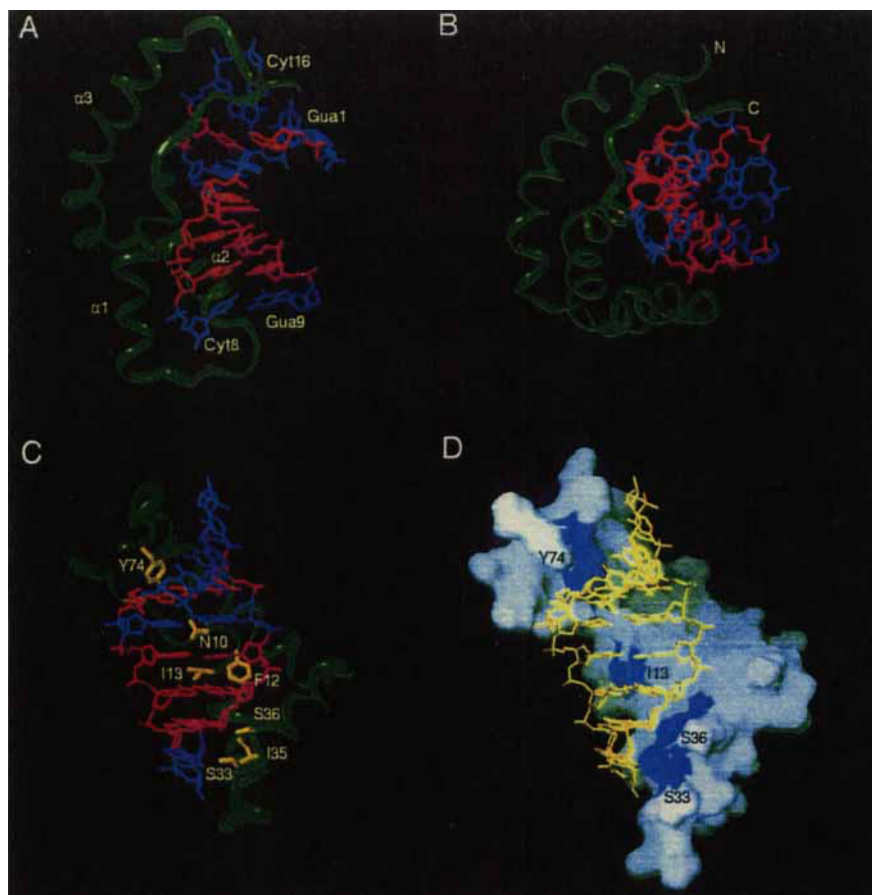 A
Cyt16
α3
Gua1
α2
α1
Gua9
Cyt8
B
N
C
C
Y74
N10
I13
F12
S36
I35
S33
D
Y74
I13
S36
S33